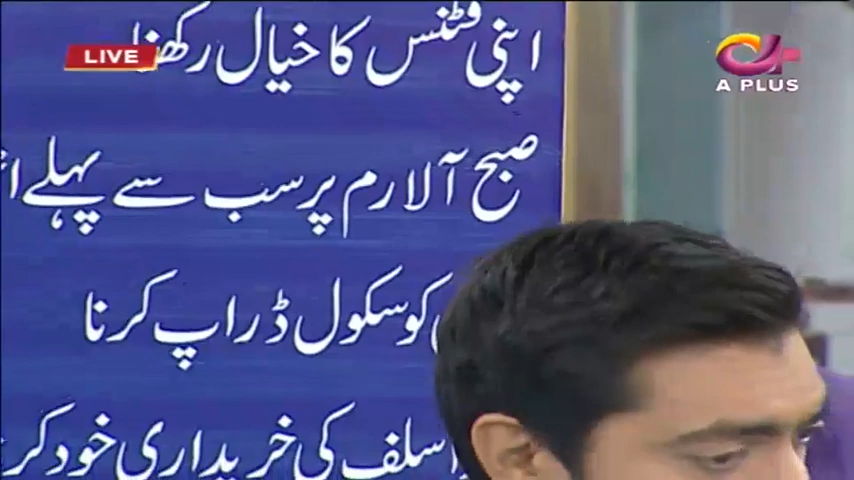 LIVE
A PLUS
اپنی فٹنس کا خیال رکھنا
صبح آلارم پر سب سے پہلے
کو سکول ڈراپ کرنا
سلف کی خریداری خود کر